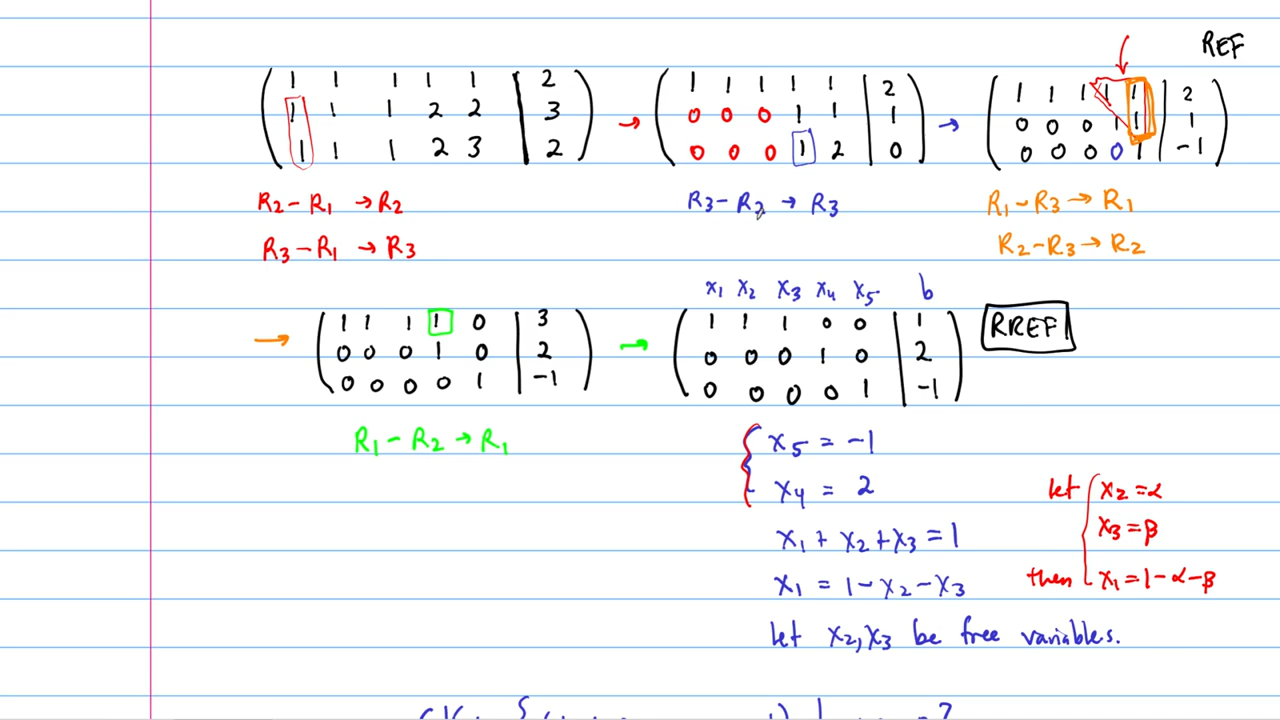 REF
1 1 1 1 1 | 2
1 1 1 2 2 | 3
1 1 1 2 3 | 2
→
1 1 1 1 1 | 2
0 0 0 1 1 | 1
0 0 0 1 2 | 0
→
1 1 1 1 1 | 2
0 0 0 1 1 | 1
0 0 0 0 1 | -1
R2 - R1 → R2
R3 - R1 → R3
R3 - R2 → R3
R1 - R3 → R1
R2 - R3 → R2
→
1 1 1 1 0 | 3
0 0 0 1 0 | 2
0 0 0 0 1 | -1
→
x1 x2 x3 x4 x5 b
1 1 1 0 0 | 1
0 0 0 1 0 | 2
0 0 0 0 1 | -1
RREF
R1 - R2 → R1
x5 = -1
x4 = 2
x1 + x2 + x3 = 1
x1 = 1 - x2 - x3
let x2, x3 be free variables.
let x2 = α
x3 = β
then x1 = 1 - α - β